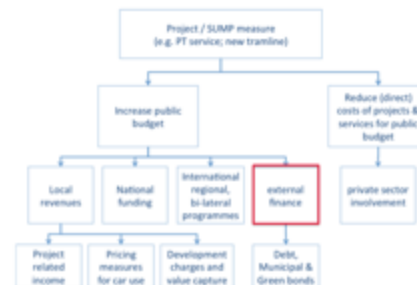 Project / SUMP measure
(e.g. PT service; new tramline)
Increase public
budget
Reduce (direct)
costs of projects &
services for public
budget
Local
revenues
National
funding
International
regional,
bi-lateral
programmes
external
finance
private sector
involvement
Project
related
income
Pricing
measures
for car use
Development
charges and
value capture
Debt,
Municipal &
Green bonds